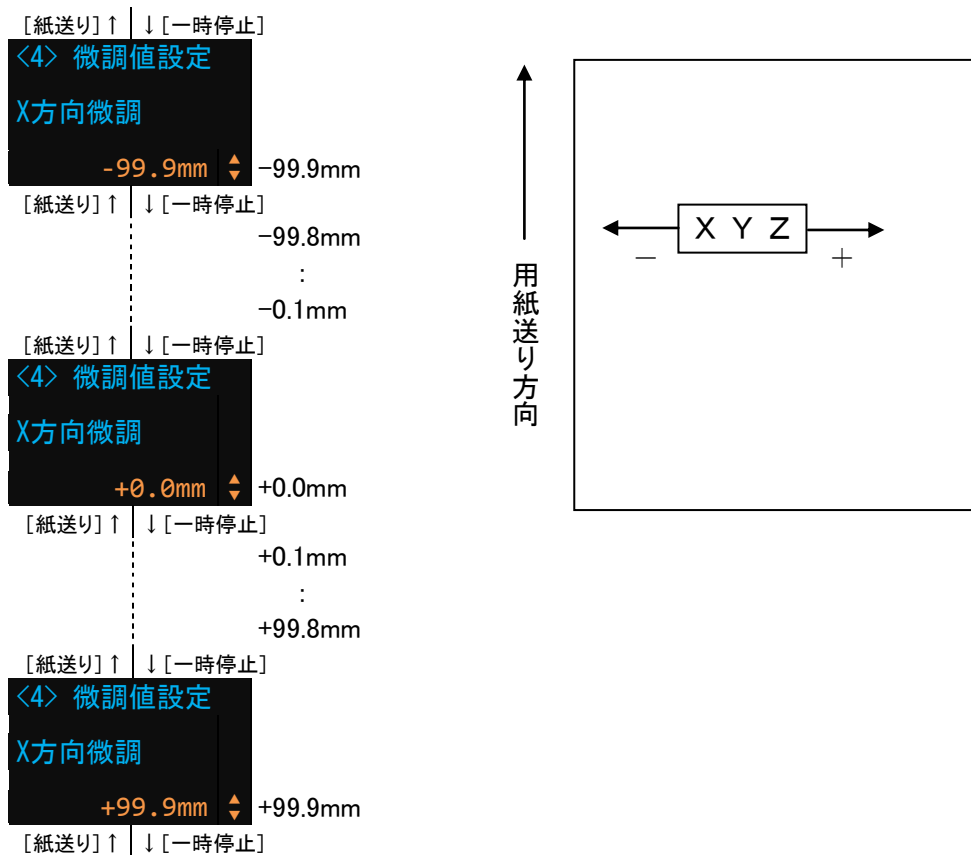 [紙送り]↑ ↓[一時停止]
<4> 微調値設定
X方向微調
-99.9mm
−99.9mm
[紙送り]↑ ↓[一時停止]
−99.8mm
:
−0.1mm
[紙送り]↑ ↓[一時停止]
<4> 微調値設定
X方向微調
+0.0mm
+0.0mm
[紙送り]↑ ↓[一時停止]
+0.1mm
:
+99.8mm
[紙送り]↑ ↓[一時停止]
<4> 微調値設定
X方向微調
+99.9mm
+99.9mm
[紙送り]↑ ↓[一時停止]
用紙送り方向
X Y Z
− +